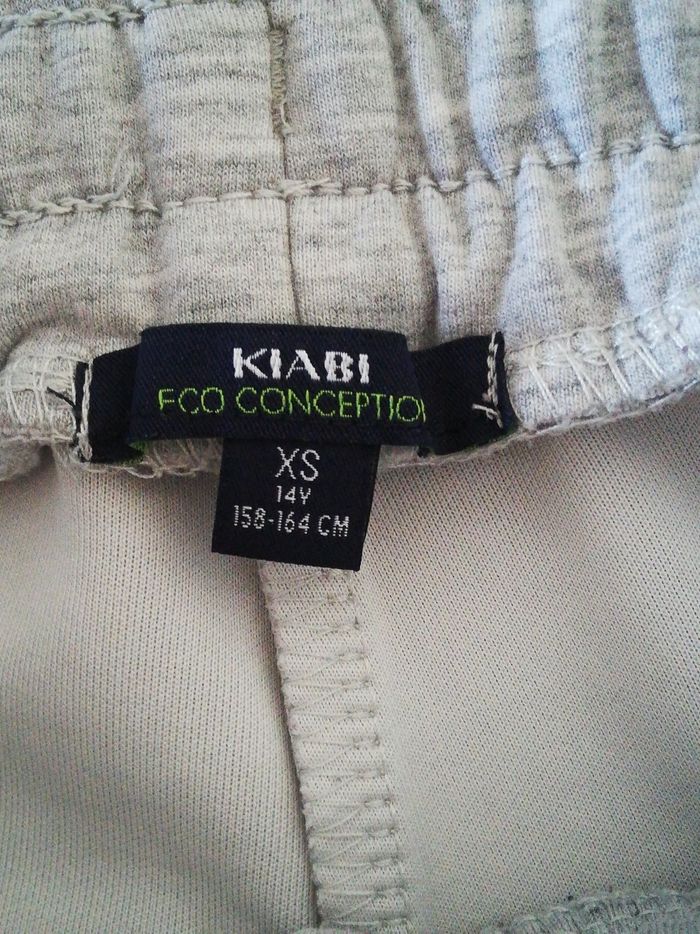 KIABI
ECO CONCEPTIO
XS
14Y
158-164 CM